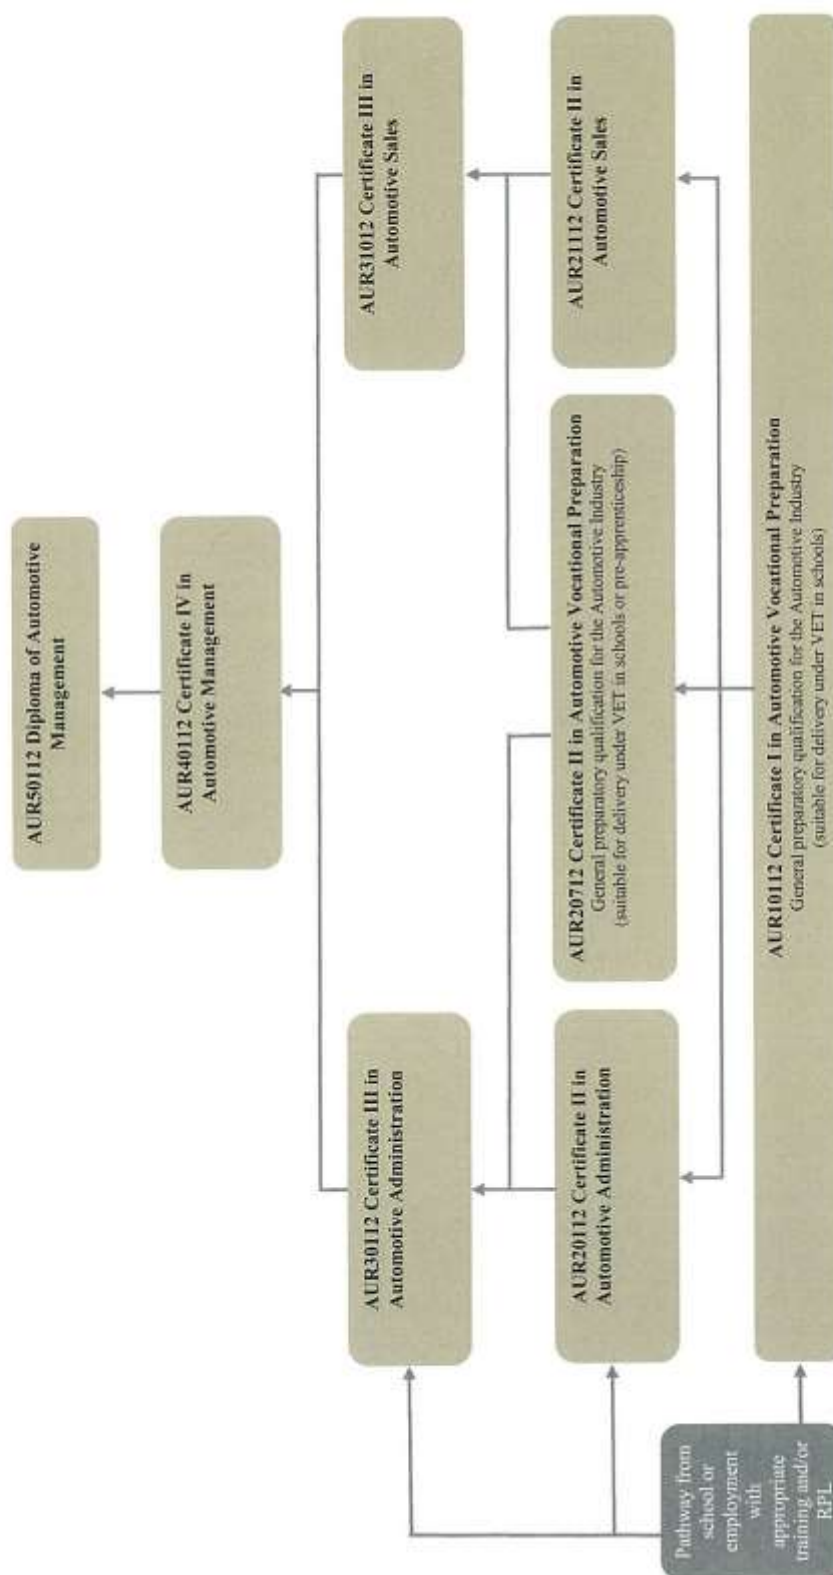 AUR50112 Diploma of Automotive
Management
AUR40112 Certificate IV in
Automotive Management
AUR30112 Certificate III in
Automotive Administration
AUR31012 Certificate III in
Automotive Sales
AUR20112 Certificate II in
Automotive Administration
AUR20712 Certificate II in Automotive Vocational Preparation
General preparatory qualification for the Automotive Industry
(suitable for delivery under VET in schools or pre-apprenticeship)
AUR21112 Certificate II in
Automotive Sales
Pathway from
school or
employment
with
appropriate
training and/or
RPL
AUR10112 Certificate I in Automotive Vocational Preparation
General preparatory qualification for the Automotive Industry
(suitable for delivery under VET in schools)